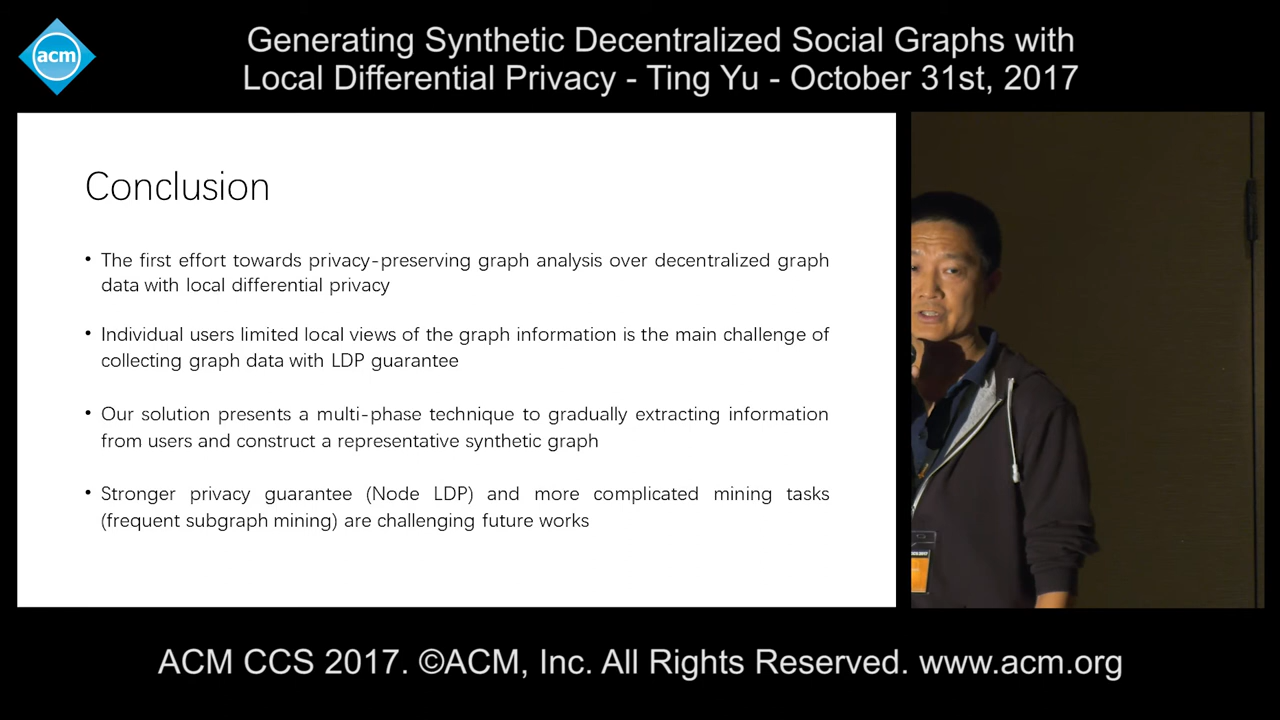 acm
Generating Synthetic Decentralized Social Graphs with
Local Differential Privacy - Ting Yu - October 31st, 2017
Conclusion
• The first effort towards privacy-preserving graph analysis over decentralized graph
data with local differential privacy
• Individual users limited local views of the graph information is the main challenge of
collecting graph data with LDP guarantee
• Our solution presents a multi-phase technique to gradually extracting information
from users and construct a representative synthetic graph
• Stronger privacy guarantee (Node LDP) and more complicated mining tasks
(frequent subgraph mining) are challenging future works
ACM CCS 2017. ©ACM, Inc. All Rights Reserved. www.acm.org